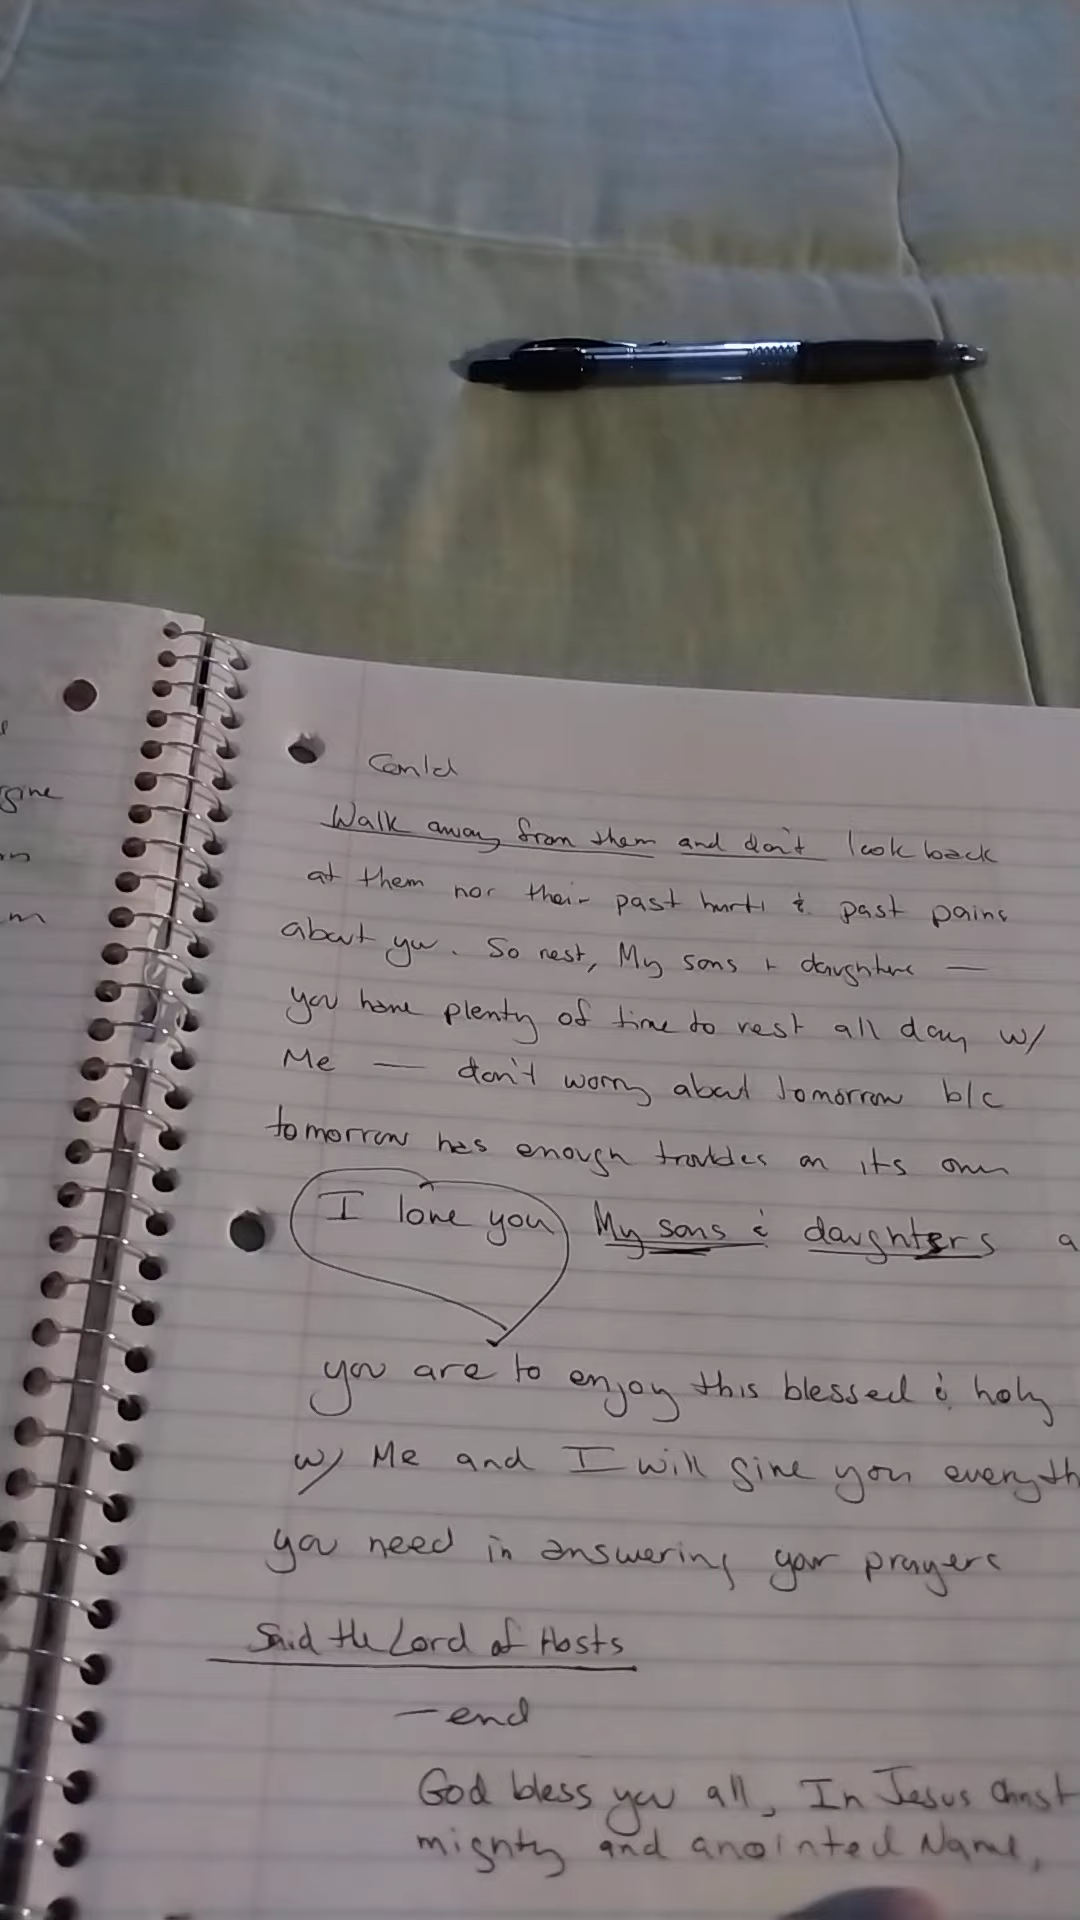 Cont'd
Walk away from them and don't look back
at them nor their past hurts & past pains
about you. So rest, My sons + daughters —
you have plenty of time to rest all day w/
Me — don't worry about tomorrow b/c
tomorrow has enough troubles on its own
I love you My sons & daughters a
you are to enjoy this blessed & holy
w/ Me and I will give you everyth
you need in answering your prayers
Said the Lord of Hosts
— end
God bless you all, In Jesus Christ
mighty and anointed Name,